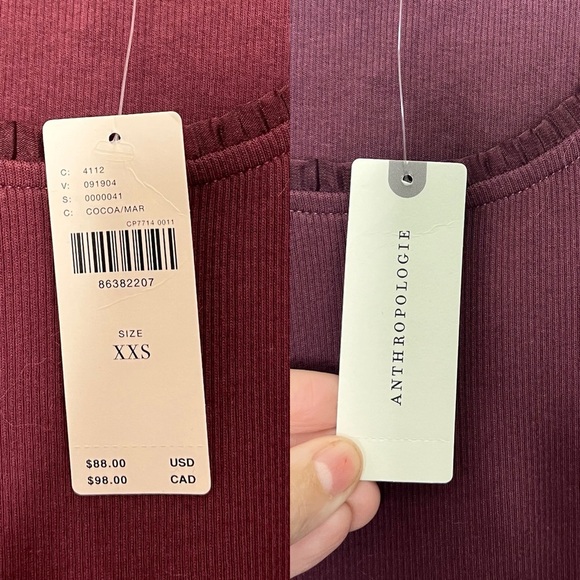 C: 4112
V: 091904
S: 0000041
C: COCOA/MAR
CP7714 0011
86382207
SIZE
XXS
$88.00 USD
$98.00 CAD
ANTHROPOLOGIE